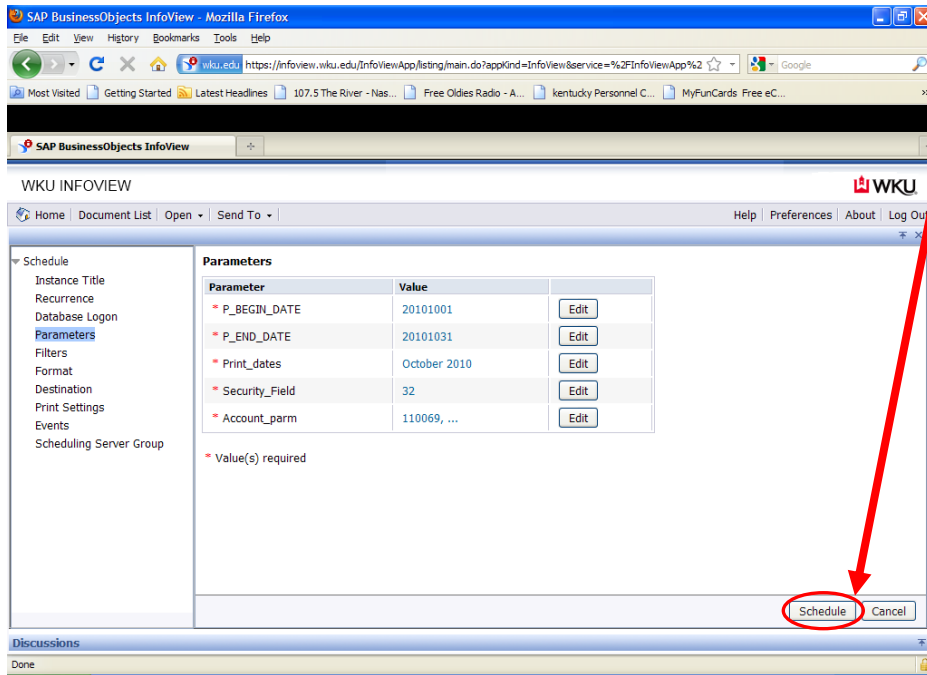 SAP BusinessObjects InfoView - Mozilla Firefox
File Edit View History Bookmarks Tools Help
wku.edu https://infoview.wku.edu/InfoViewApp/listing/main.do?appKind=InfoView&service=%2FInfoViewApp%2 Google
Most Visited Getting Started Latest Headlines 107.5 The River - Nas... Free Oldies Radio - A... kentucky Personnel C... MyFunCards Free eC... »
SAP BusinessObjects InfoView
WKU INFOVIEW WKU
Home Document List Open Send To Help Preferences About Log Out
Schedule
Instance Title
Recurrence
Database Logon
Parameters
Filters
Format
Destination
Print Settings
Events
Scheduling Server Group
Parameters
Parameter Value
* P_BEGIN_DATE 20101001 Edit
* P_END_DATE 20101031 Edit
* Print_dates October 2010 Edit
* Security_Field 32 Edit
* Account_parm 110069, ... Edit
* Value(s) required
Schedule Cancel
Discussions
Done